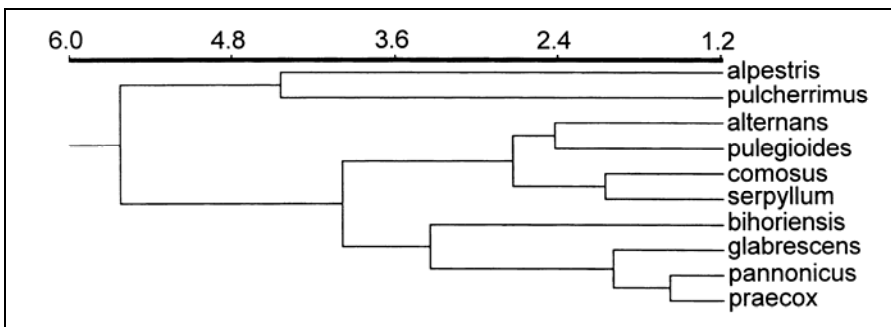 6.0 4.8 3.6 2.4 1.2
alpestris
pulcherrimus
alternans
pulegioides
comosus
serpyllum
bihoriensis
glabrescens
pannonicus
praecox